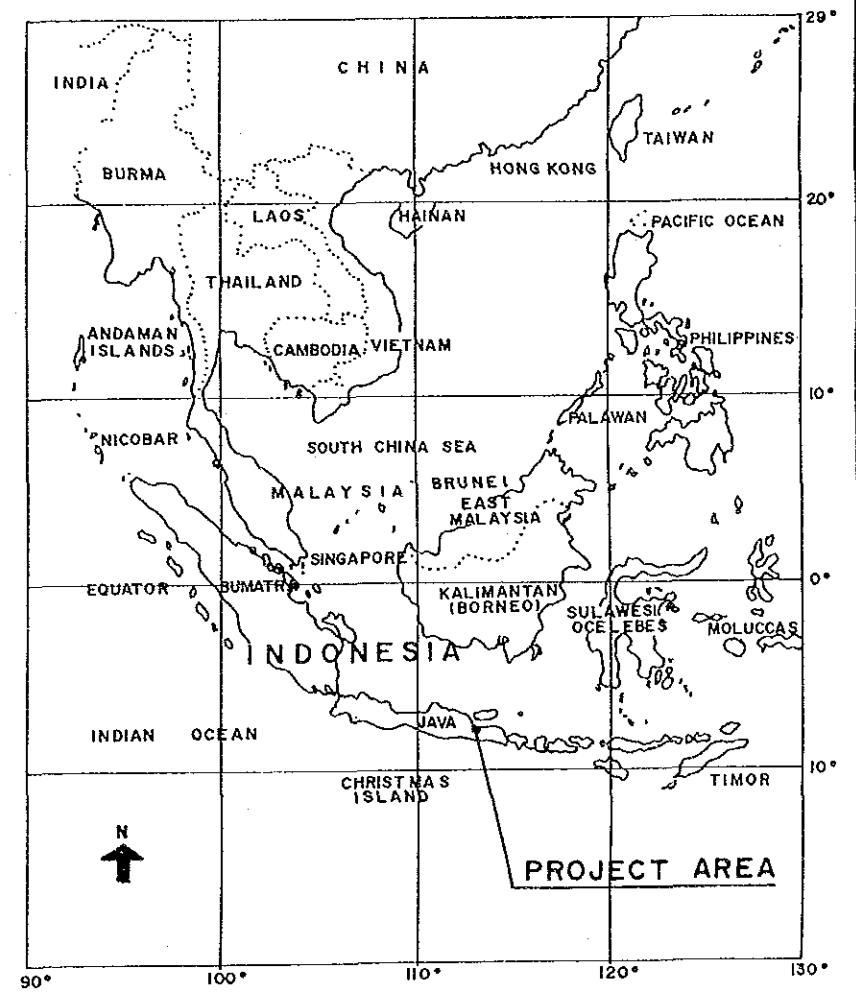 29°
CHINA
INDIA
TAIWAN
BURMA
HONG KONG
20°
LAOS
HAINAN
PACIFIC OCEAN
THAILAND
ANDAMAN
ISLANDS
CAMBODIA
VIETNAM
PHILIPPINES
10°
PALAWAN
NICOBAR
SOUTH CHINA SEA
MALAYSIA
BRUNEI
EAST
MALAYSIA
SINGAPORE
EQUATOR
BUMATR
KALIMANTAN
(BORNEO)
0°
SULAWESI
OCELEBES
MOLUCCAS
INDONESIA
JAVA
INDIAN OCEAN
10°
CHRISTMAS
ISLAND
TIMOR
N
PROJECT AREA
90°
100°
110°
120°
130°